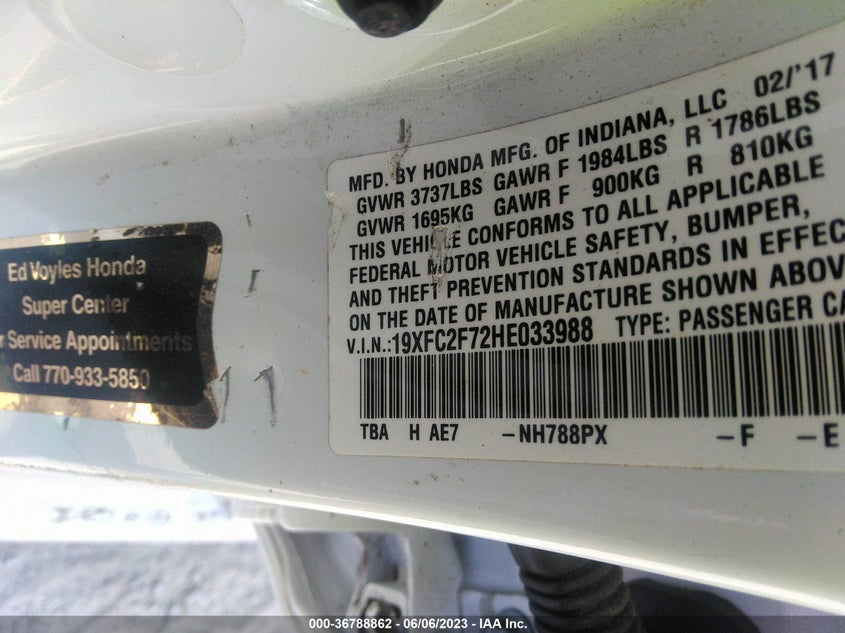 Ed Voyles Honda
Super Center
r Service Appointments
Call 770-933-5850
MFD. BY HONDA MFG. OF INDIANA, LLC 02/'17
GVWR 3737LBS GAWR F 1984LBS R 1786LBS
GVWR 1695KG GAWR F 900KG R 810KG
THIS VEHICLE CONFORMS TO ALL APPLICABLE
FEDERAL MOTOR VEHICLE SAFETY, BUMPER,
AND THEFT PREVENTION STANDARDS IN EFFEC
ON THE DATE OF MANUFACTURE SHOWN ABOV
V.I.N.:19XFC2F72HE033988 TYPE: PASSENGER CA
TBA H AE7 -NH788PX -F -E
000-36788862 - 06/06/2023 - IAA Inc.